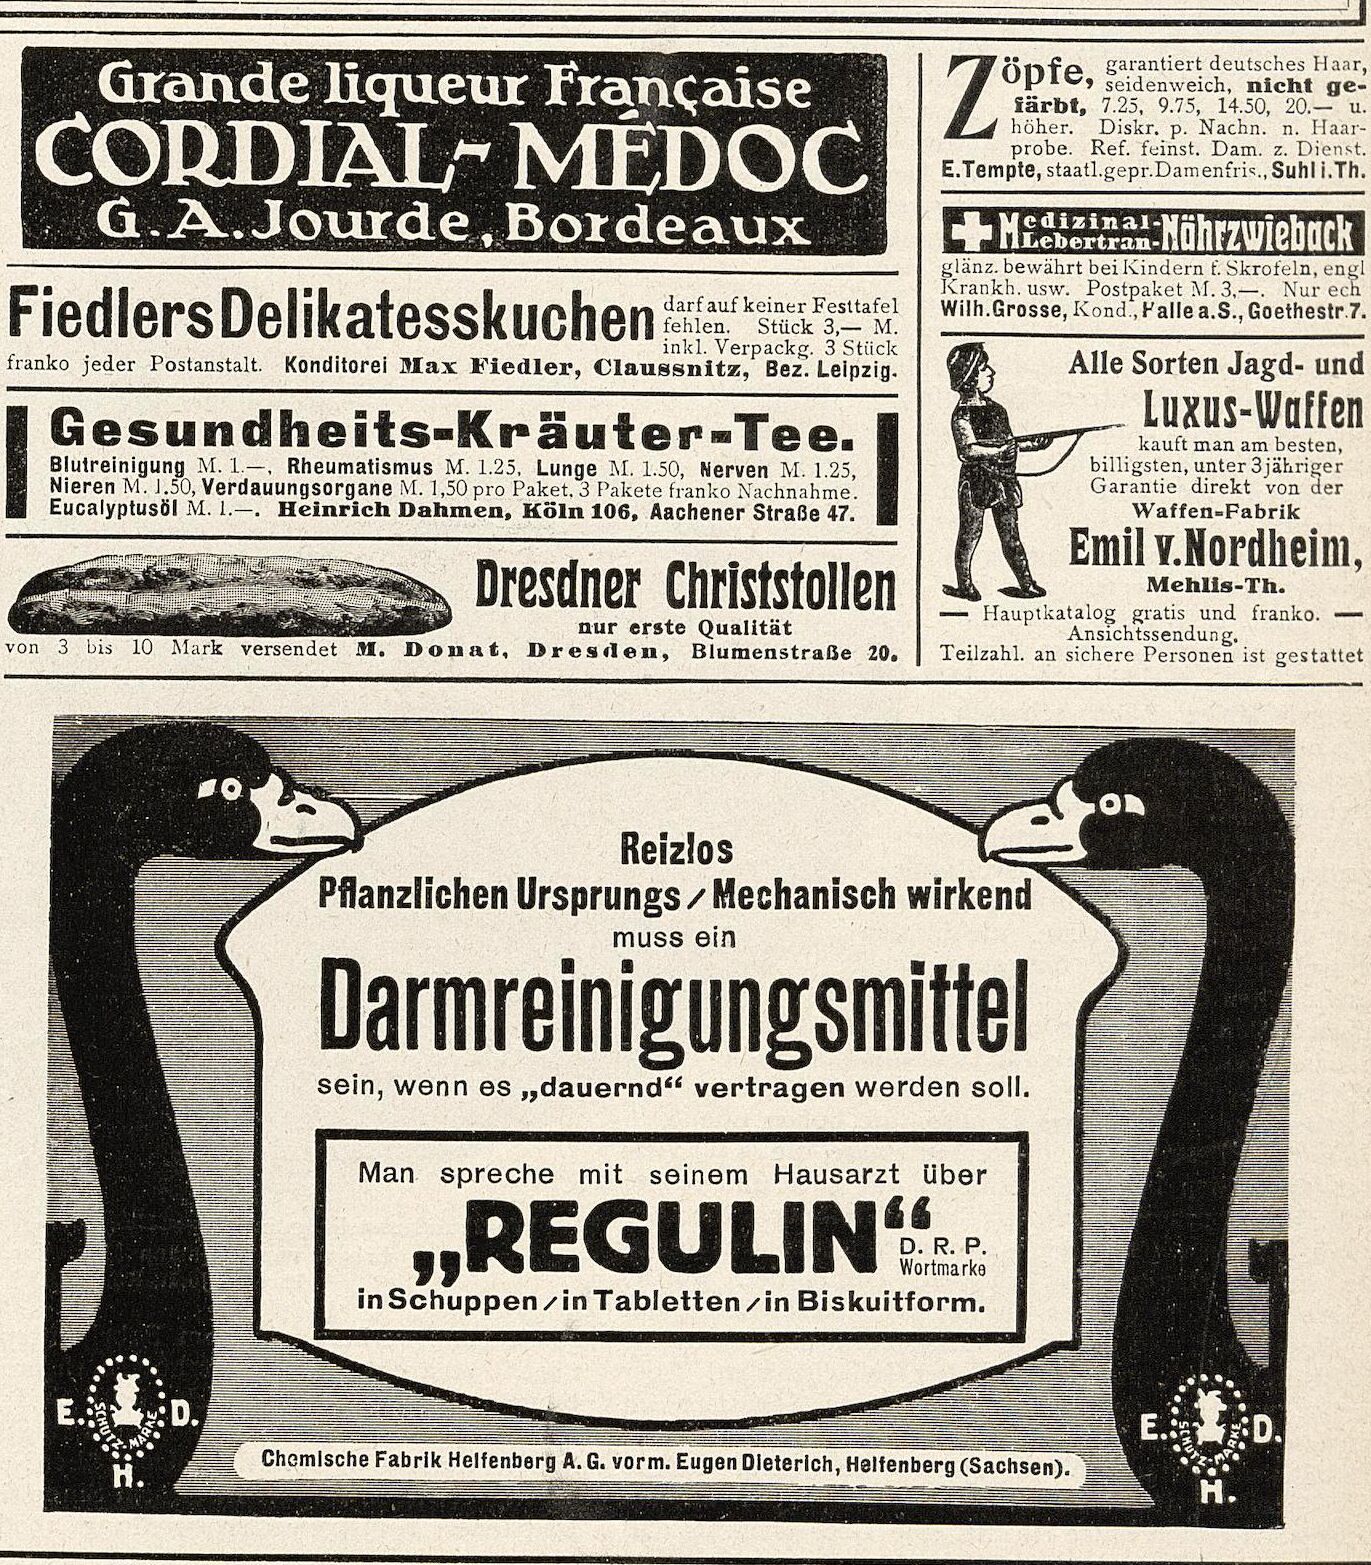 Grande liqueur Française
CORDIAL-MÉDOC
G. A. Jourde, Bordeaux
Fiedlers Delikatesskuchen darf auf keiner Festtafel
fehlen. Stück 3,— M.
inkl. Verpackg. 3 Stück
franko jeder Postanstalt. Konditorei Max Fiedler, Claussnitz, Bez. Leipzig.
Gesundheits-Kräuter-Tee.
Blutreinigung M. 1.—, Rheumatismus M. 1.25, Lunge M. 1.50, Nerven M. 1.25,
Nieren M. 1.50, Verdauungsorgane M. 1,50 pro Paket. 3 Pakete franko Nachnahme.
Eucalyptusöl M. 1.—. Heinrich Dahmen, Köln 106, Aachener Straße 47.
Dresdner Christstollen
nur erste Qualität
von 3 bis 10 Mark versendet M. Donat, Dresden, Blumenstraße 20.
Zöpfe, garantiert deutsches Haar,
seidenweich, nicht ge-
färbt, 7.25, 9.75, 14.50, 20.— u.
höher. Diskr. p. Nachn. n. Haar-
probe. Ref. feinst. Dam. z. Dienst.
E. Tempte, staatl. gepr. Damenfris., Suhl i. Th.
Medizinal-
Lebertran-Nährzwieback
glänz. bewährt bei Kindern f. Skrofeln, engl
Krankh. usw. Postpaket M. 3,—. Nur ech
Wilh. Grosse, Kond., Halle a. S., Goethestr. 7.
Alle Sorten Jagd- und
Luxus-Waffen
kauft man am besten,
billigsten, unter 3jähriger
Garantie direkt von der
Waffen-Fabrik
Emil v. Nordheim,
Mehlis-Th.
— Hauptkatalog gratis und franko. —
Ansichtssendung.
Teilzahl. an sichere Personen ist gestattet
Reizlos
Pflanzlichen Ursprungs / Mechanisch wirkend
muss ein
Darmreinigungsmittel
sein, wenn es „dauernd“ vertragen werden soll.
Man spreche mit seinem Hausarzt über
„REGULIN“
D. R. P.
Wortmarke
in Schuppen / in Tabletten / in Biskuitform.
E. SCHUTZ-MARKE D.
H.
E. SCHUTZ-MARKE D.
H.
Chemische Fabrik Helfenberg A. G. vorm. Eugen Dieterich, Helfenberg (Sachsen).